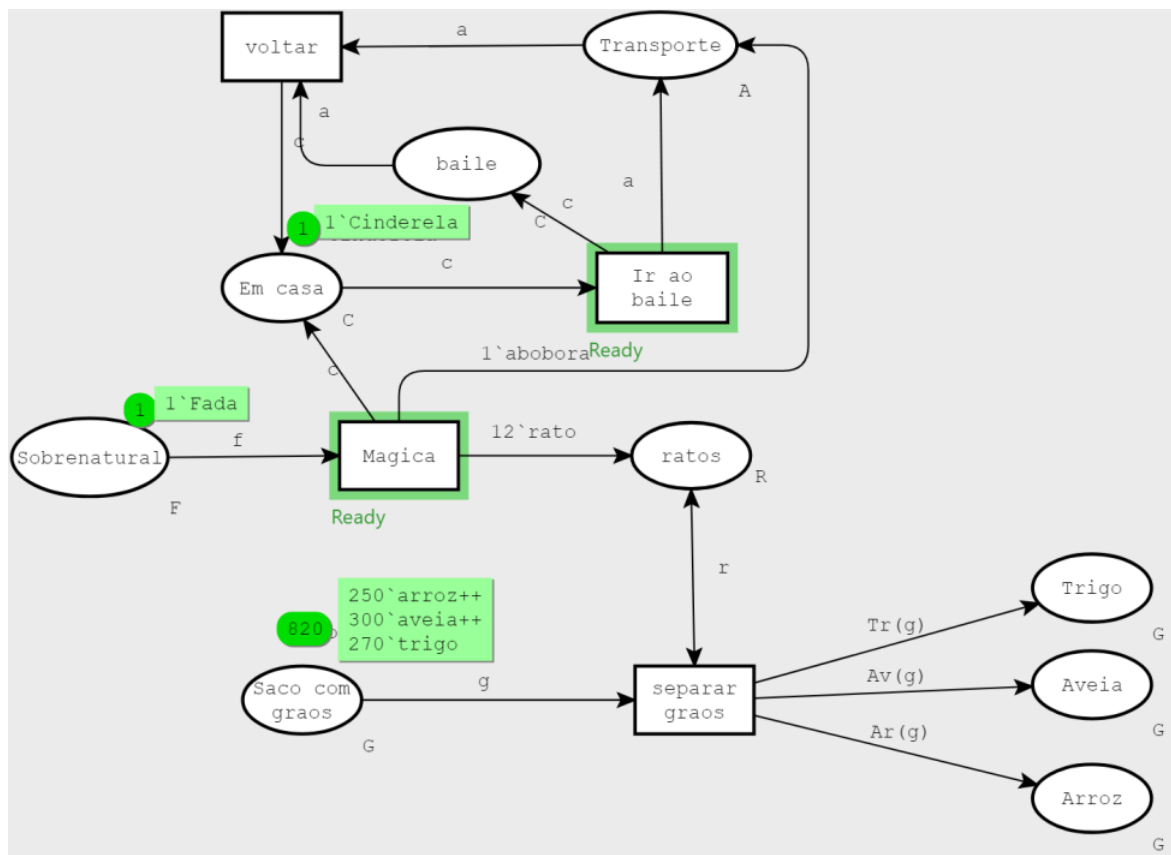 voltar
a
Transporte
A
a
c
baile
a
c
C
1
1`Cinderela
Em casa
c
C
Ir ao
baile
Ready
1`abobora
c
1
1`Fada
Sobrenatural
f
F
Magica
Ready
12`rato
ratos
R
r
820
250`arroz++
300`aveia++
270`trigo
Saco com
graos
g
G
separar
graos
Tr(g)
Trigo
G
Av(g)
Aveia
G
Ar(g)
Arroz
G